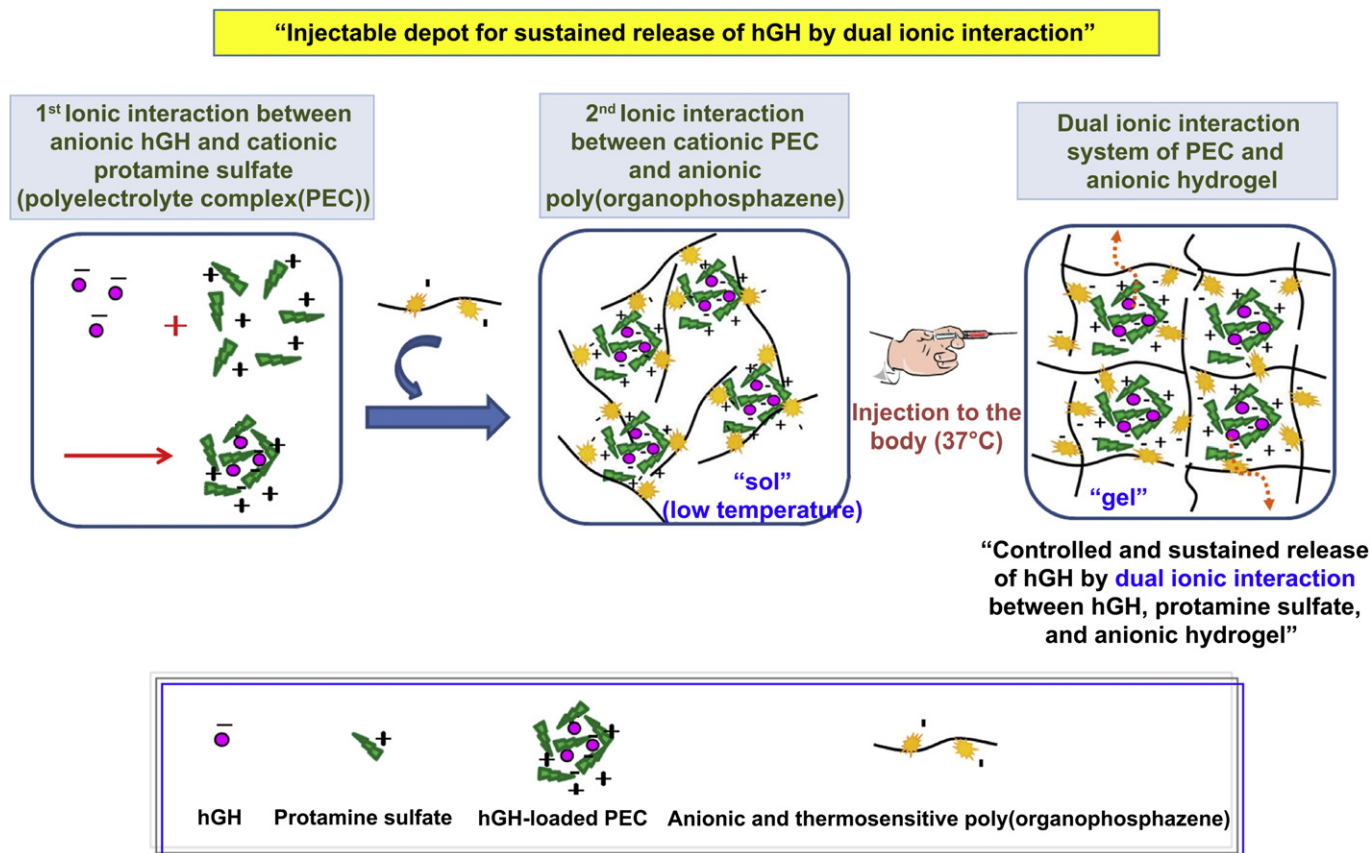 “Injectable depot for sustained release of hGH by dual ionic interaction”
1st Ionic interaction between
anionic hGH and cationic
protamine sulfate
(polyelectrolyte complex(PEC))
2nd Ionic interaction
between cationic PEC
and anionic
poly(organophosphazene)
Dual ionic interaction
system of PEC and
anionic hydrogel
“sol”
(low temperature)
Injection to the
body (37°C)
“gel”
“Controlled and sustained release
of hGH by dual ionic interaction
between hGH, protamine sulfate,
and anionic hydrogel”
hGH
Protamine sulfate
hGH-loaded PEC
Anionic and thermosensitive poly(organophosphazene)